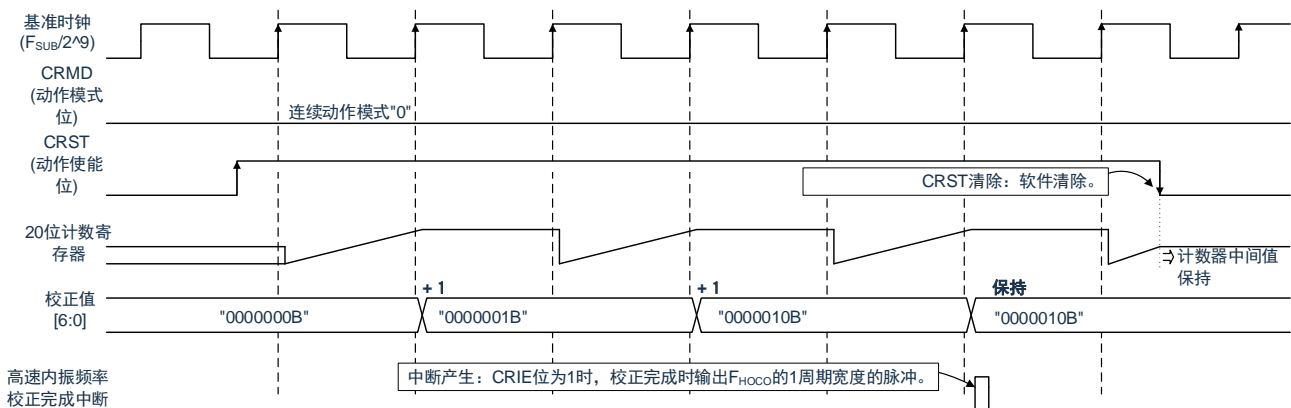 基准时钟
(FSUB/2^9)
CRMD
(动作模式
位)
连续动作模式"0"
CRST
(动作使能
位)
CRST清除：软件清除。
20位计数寄
存器
计数器中间值
保持
校正值
[6:0]
+ 1
+ 1
保持
"0000000B"
"0000001B"
"0000010B"
"0000010B"
高速内振频率
校正完成中断
中断产生：CRIE位为1时，校正完成时输出FHOCO的1周期宽度的脉冲。